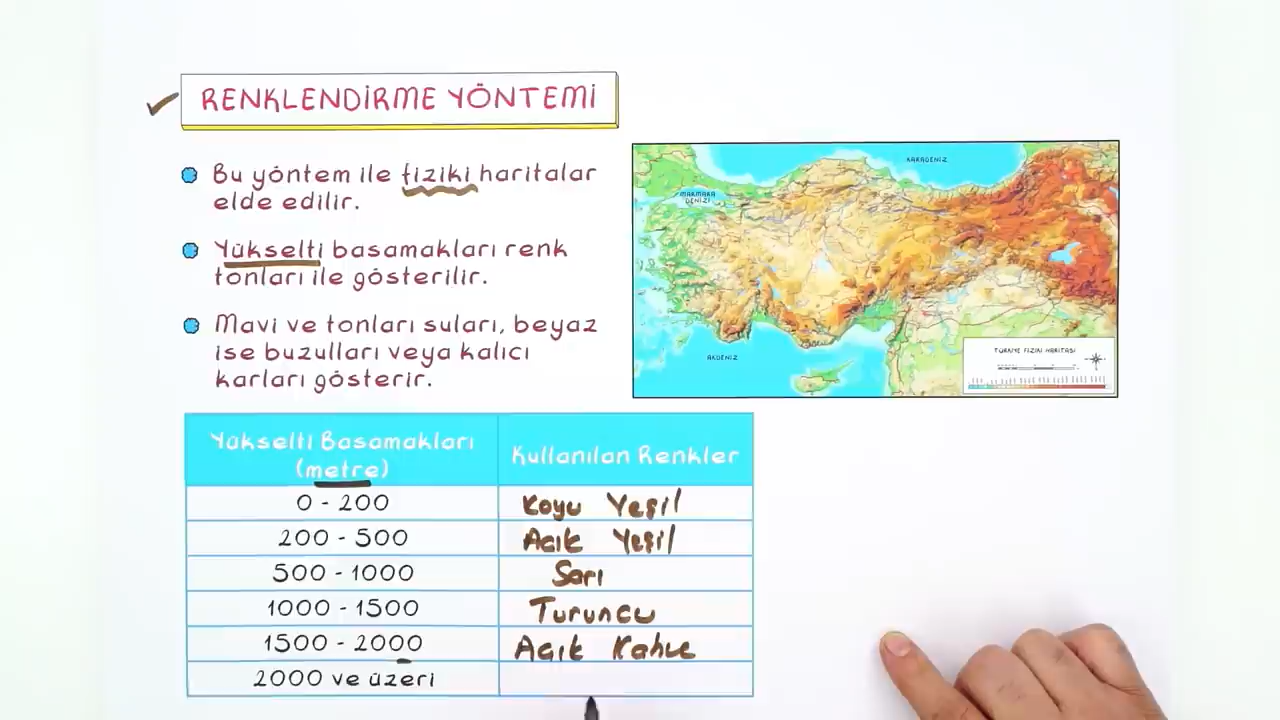 RENKLENDİRME YÖNTEMİ
Bu yöntem ile fiziki haritalar
elde edilir.
Yükselti basamakları renk
tonları ile gösterilir.
Mavi ve tonları suları, beyaz
ise buzulları veya kalıcı
karları gösterir.
KARADENİZ
MARMARA
DENİZİ
AKDENİZ
TÜRKİYE FİZİKİ HARİTASI
Yükselti Basamakları
(metre)
Kullanılan Renkler
0 - 200 Koyu Yeşil
200 - 500 Açık Yeşil
500 - 1000 Sarı
1000 - 1500 Turuncu
1500 - 2000 Açık Kahve
2000 ve üzeri